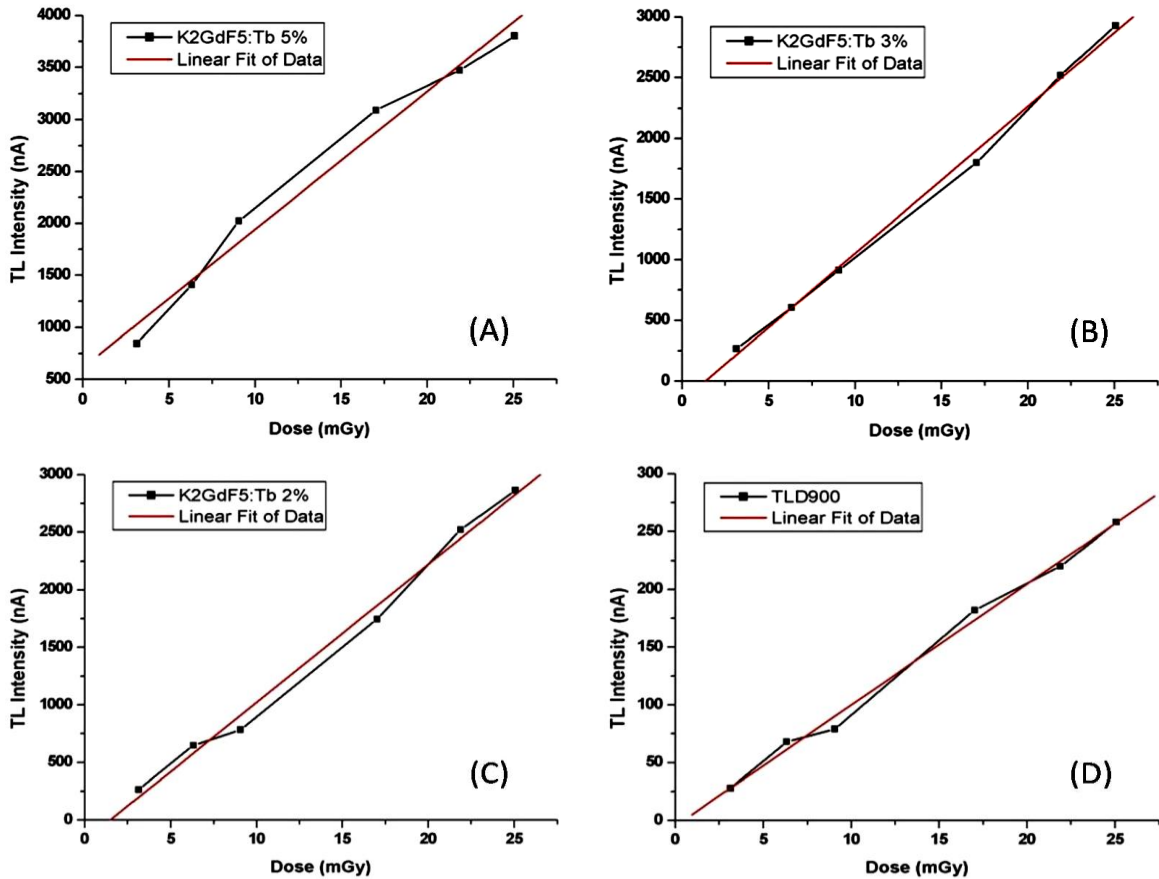 K2GdF5:Tb 5%
Linear Fit of Data
TL Intensity (nA)
4000
3500
3000
2500
2000
1500
1000
500
(A)
0 5 10 15 20 25
Dose (mGy)
K2GdF5:Tb 3%
Linear Fit of Data
TL Intensity (nA)
3000
2500
2000
1500
1000
500
0
(B)
0 5 10 15 20 25
Dose (mGy)
K2GdF5:Tb 2%
Linear Fit of Data
TL Intensity (nA)
3000
2500
2000
1500
1000
500
0
(C)
0 5 10 15 20 25
Dose (mGy)
TLD900
Linear Fit of Data
TL Intensity (nA)
300
250
200
150
100
50
0
(D)
0 5 10 15 20 25
Dose (mGy)